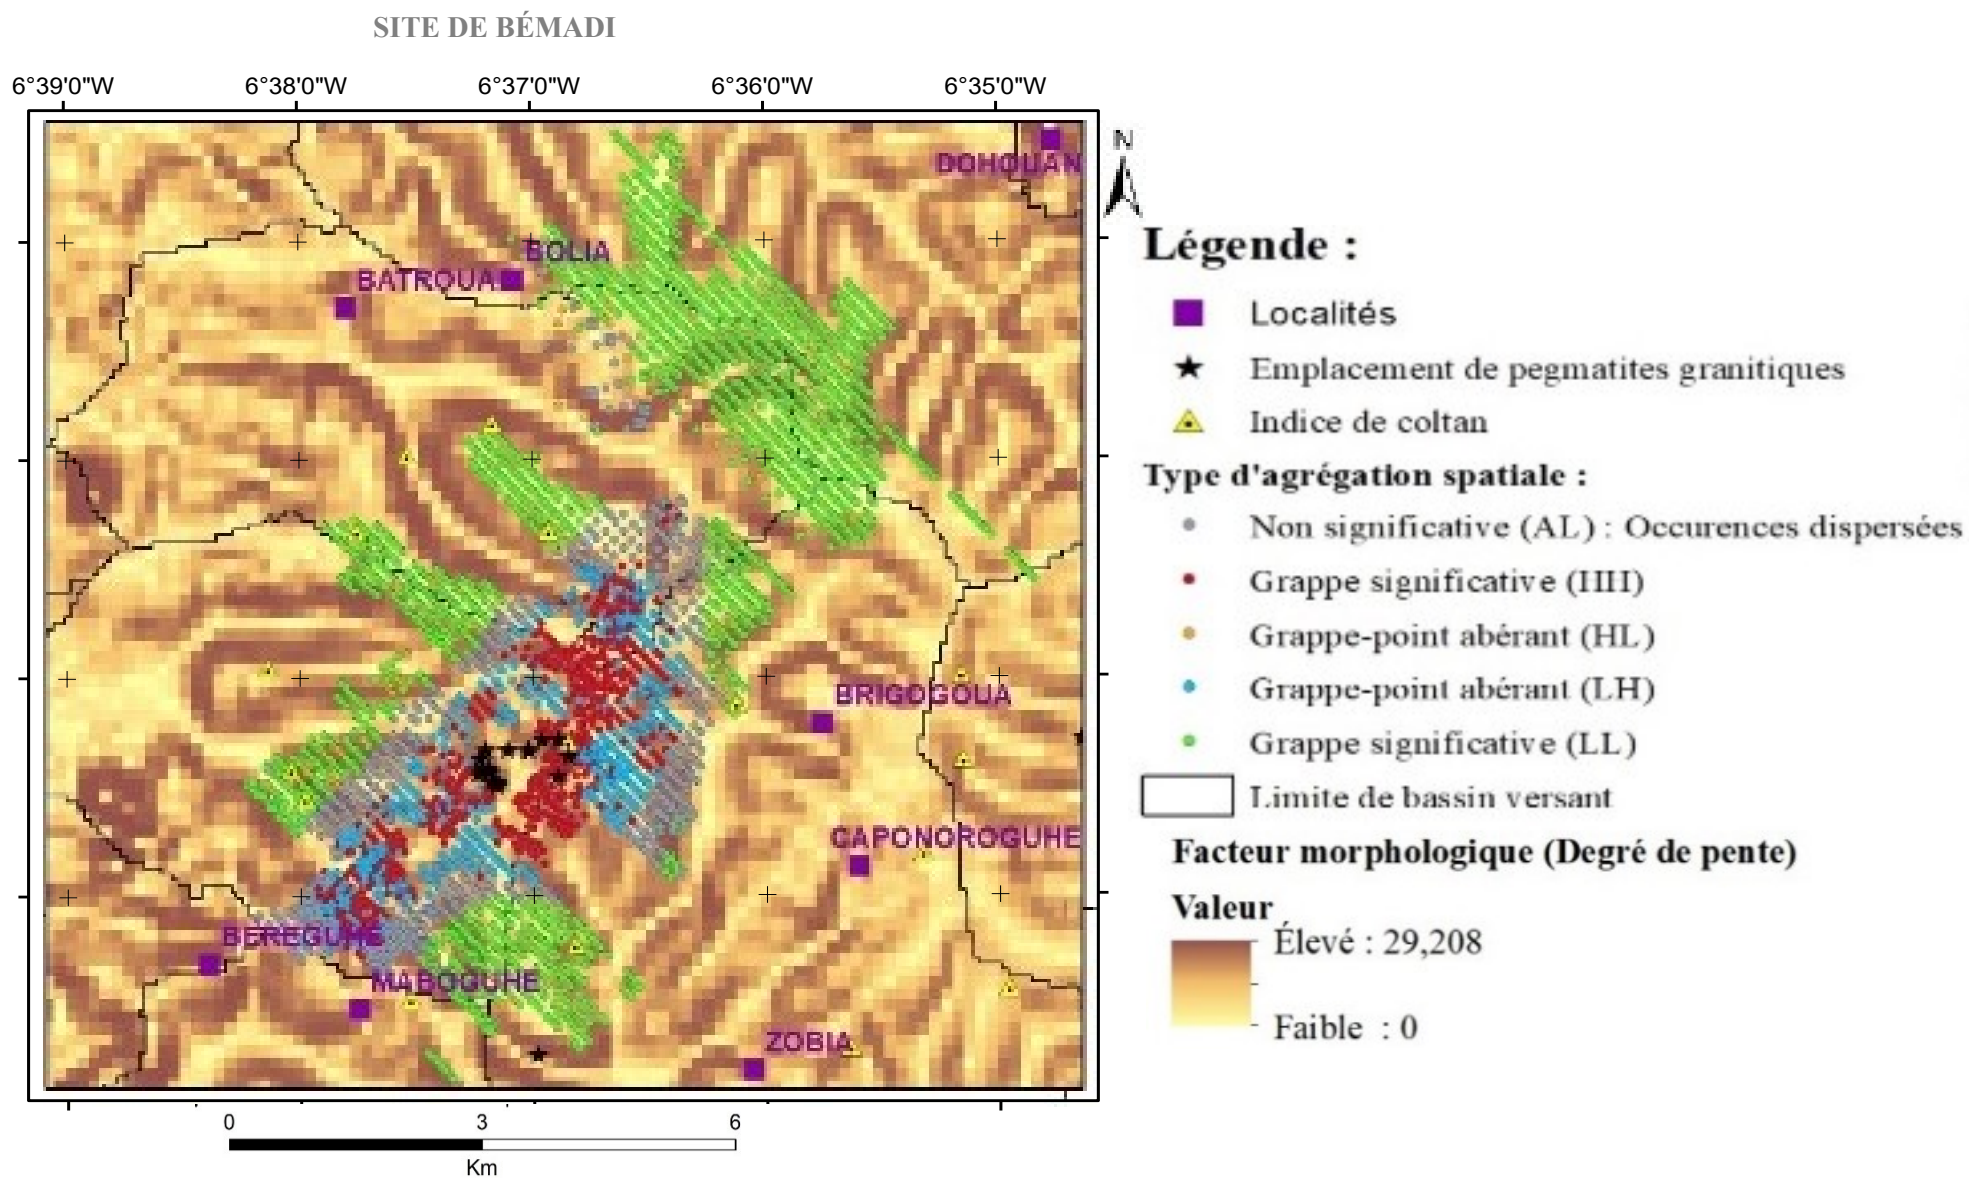 SITE DE BÉMADI
6°39'0"W 6°38'0"W 6°37'0"W 6°36'0"W 6°35'0"W
N
DOHOUAN
BOLIA
BATROUA
BRIGOGOUA
CAPONOROGUHE
BEREGUHE
MABOGUHE
ZOBIA
0 3 6
Km
Légende :
Localités
Emplacement de pegmatites granitiques
Indice de coltan
Type d'agrégation spatiale :
Non significative (AL) : Occurences dispersées
Grappe significative (HH)
Grappe-point abérant (HL)
Grappe-point abérant (LH)
Grappe significative (LL)
Limite de bassin versant
Facteur morphologique (Degré de pente)
Valeur
Élevé : 29,208
Faible : 0